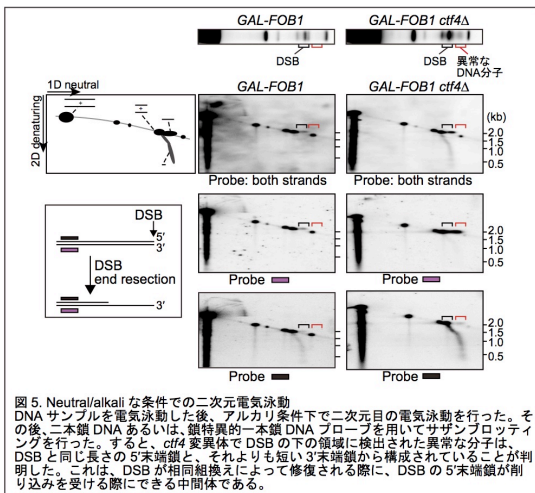 GAL-FOB1
GAL-FOB1 ctf4Δ
DSB
DSB
異常な
DNA分子
1D neutral
2D denaturing
GAL-FOB1
GAL-FOB1 ctf4Δ
(kb)
2.0
1.5
1.0
0.5
Probe: both strands
Probe: both strands
DSB
5'
3'
DSB
end resection
3'
2.0
1.5
1.0
0.5
Probe
Probe
2.0
1.5
1.0
0.5
Probe
Probe
図 5. Neutral/alkali な条件での二次元電気泳動
DNA サンプルを電気泳動した後、アルカリ条件下で二次元目の電気泳動を行った。そ
の後、二本鎖 DNA あるいは、鎖特異的一本鎖 DNA プローブを用いてサザンブロッティ
ングを行った。すると、ctf4 変異体で DSB の下の領域に検出された異常な分子は、
DSB と同じ長さの 5'末端鎖と、それよりも短い 3'末端鎖から構成されていることが判
明した。これは、DSB が相同組換えによって修復される際に、DSB の 5'末端鎖が削
り込みを受ける際にできる中間体である。